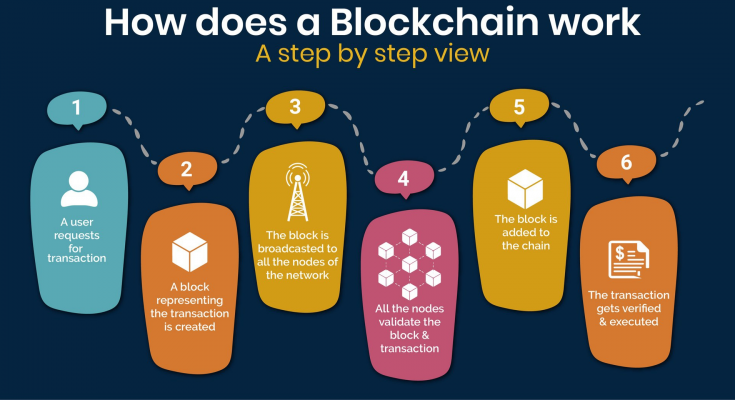 How does a Blockchain work
A step by step view
1
A user
requests
for
transaction
2
A block
representing
the transaction
is created
3
The block is
broadcasted to
all the nodes of
the network
4
All the nodes
validate the
block &
transaction
5
The block is
added to
the chain
6
$
The transaction
gets verified
& executed